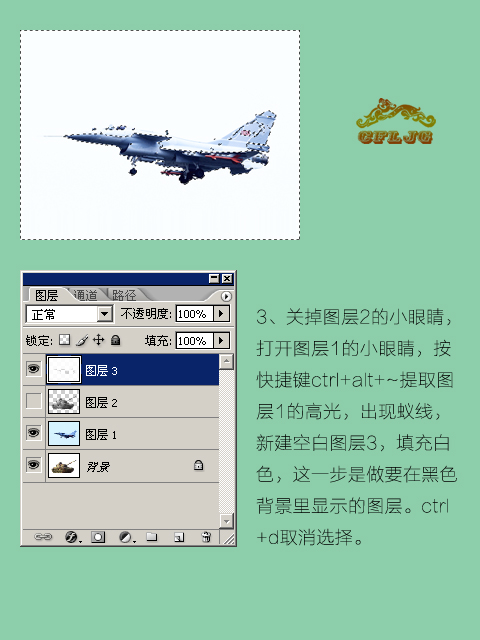 CFLJG
图层
通道
路径
正常
不透明度: 100%
锁定:
填充: 100%
图层 3
图层 2
图层 1
背景
3、关掉图层2的小眼睛，
打开图层1的小眼睛，按
快捷键ctrl+alt+~提取图
层1的高光，出现蚁线，
新建空白图层3，填充白
色，这一步是做要在黑色
背景里显示的图层。ctrl
+d取消选择。